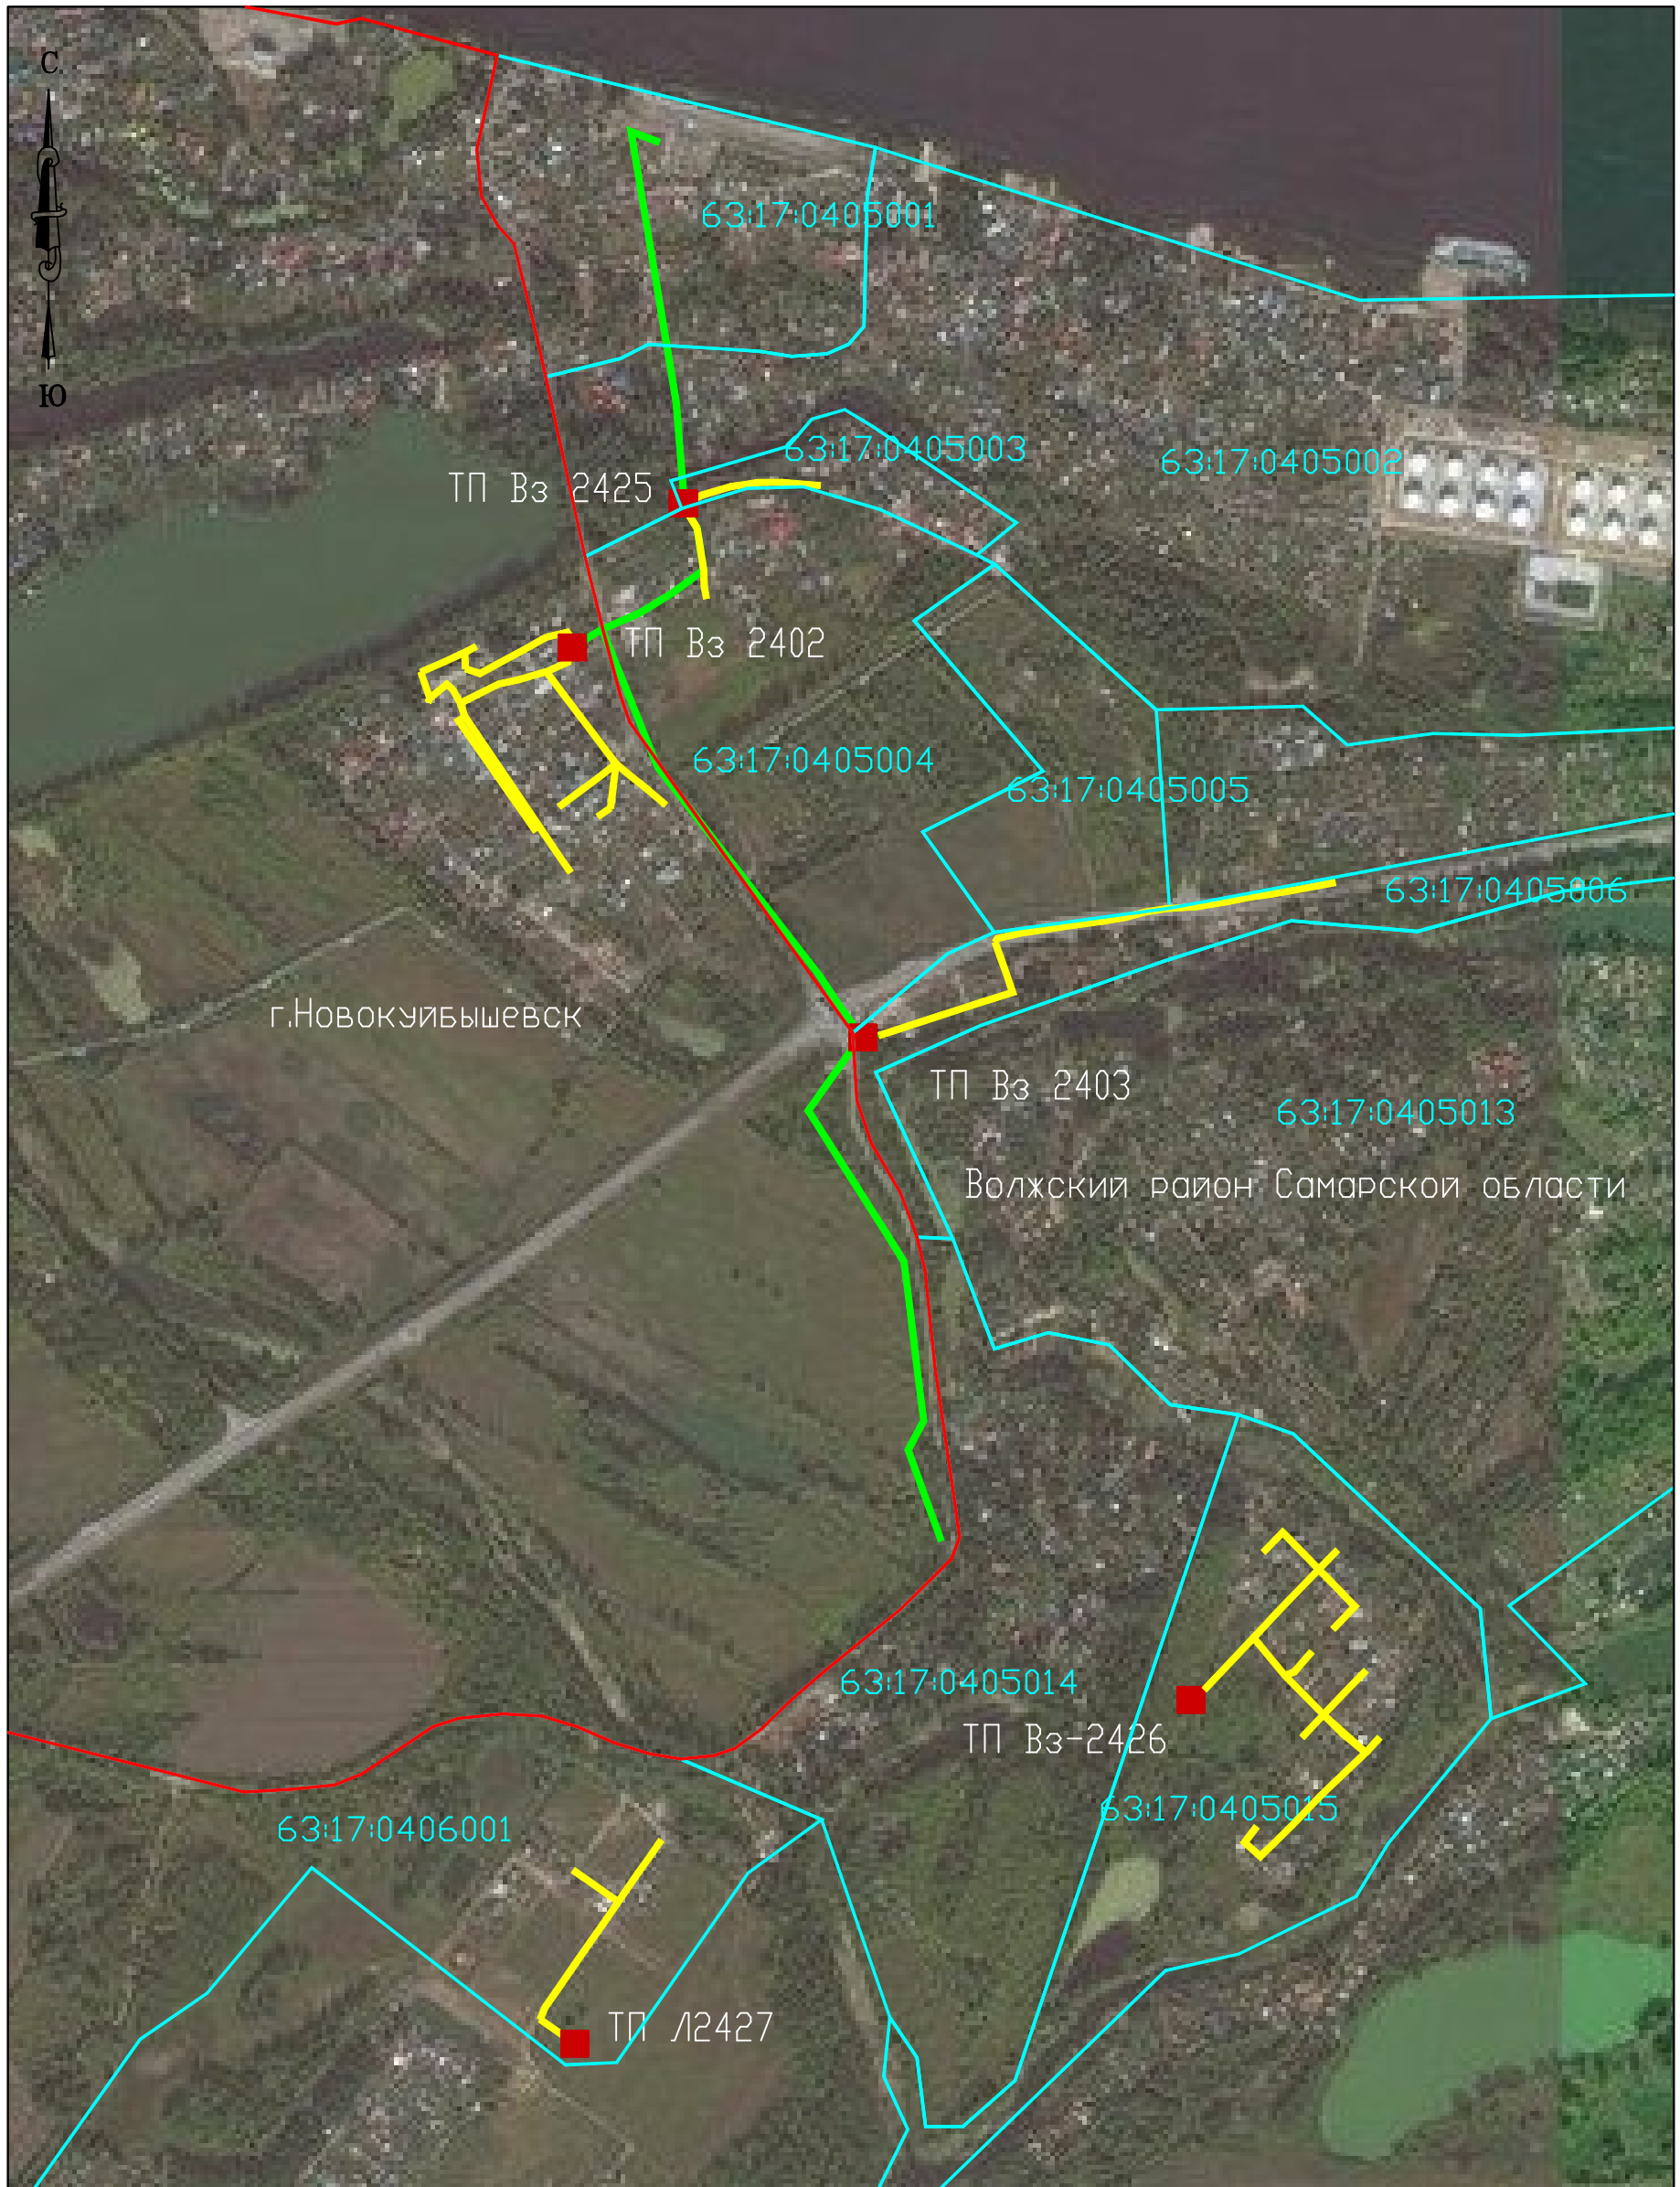 С
Ю
63:17:0405001
63:17:0405003
63:17:0405002
ТП Вз 2425
ТП Вз 2402
63:17:0405004
63:17:0405005
63:17:0405006
г.Новокуйбышевск
ТП Вз 2403
63:17:0405013
Волжский район Самарской области
63:17:0405014
ТП Вз-2426
63:17:0405015
63:17:0406001
ТП Л2427